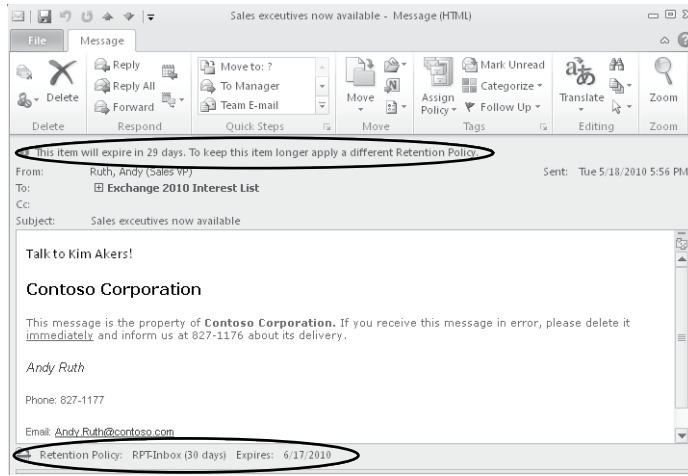 Sales exceutives now available - Message (HTML)
File Message
Delete
Reply
Reply All
Forward
Move to: ?
To Manager
Team E-mail
Move
Assign Policy
Mark Unread
Categorize
Follow Up
Translate
Zoom
Delete Respond Quick Steps Move Tags Editing Zoom
This item will expire in 29 days. To keep this item longer apply a different Retention Policy.
From: Ruth, Andy (Sales VP) Sent: Tue 5/18/2010 5:56 PM
To: Exchange 2010 Interest List
Cc:
Subject: Sales exceutives now available
Talk to Kim Akers!
Contoso Corporation
This message is the property of Contoso Corporation. If you receive this message in error, please delete it
immediately and inform us at 827-1176 about its delivery.
Andy Ruth
Phone: 827-1177
Email: Andy.Ruth@contoso.com
Retention Policy: RPT-Inbox (30 days) Expires: 6/17/2010